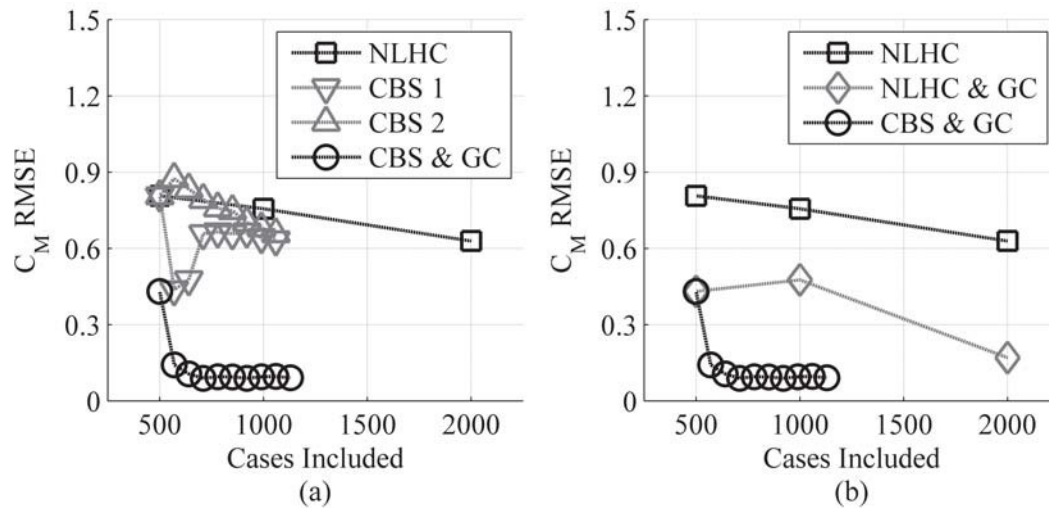 1.5
1.2
0.9
0.6
0.3
0
C_M RMSE
NLHC
CBS 1
CBS 2
CBS & GC
500
1000
1500
2000
Cases Included
(a)
1.5
1.2
0.9
0.6
0.3
0
C_M RMSE
NLHC
NLHC & GC
CBS & GC
500
1000
1500
2000
Cases Included
(b)